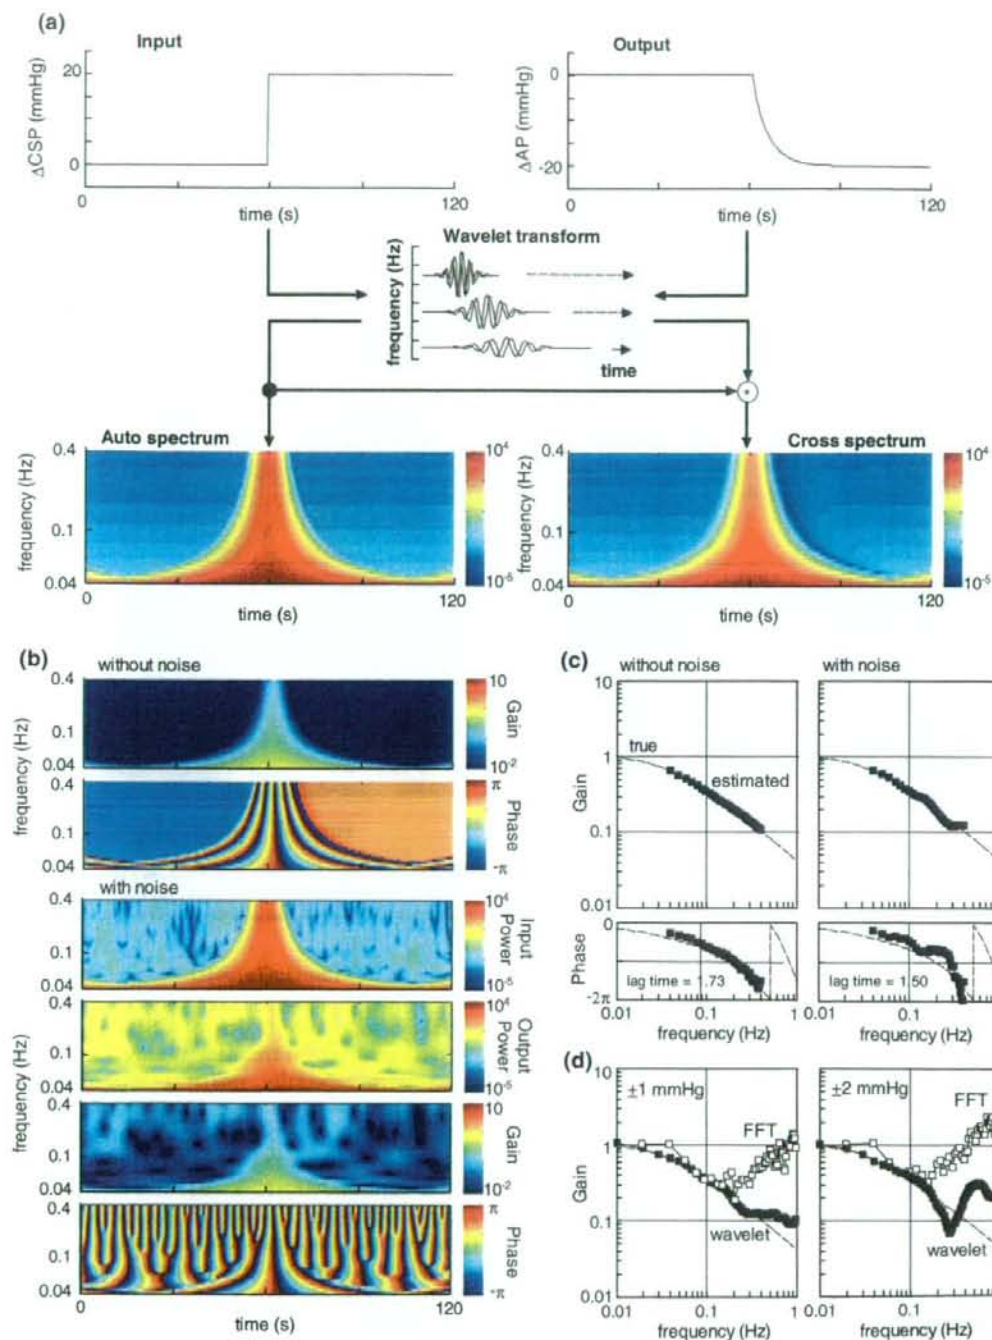 (a)
Input
Output
ΔCSP (mmHg)
20
0
0
120
time (s)
ΔAP (mmHg)
0
-20
0
120
time (s)
Wavelet transform
frequency (Hz)
time
Auto spectrum
Cross spectrum
frequency (Hz)
0.4
0.1
0.04
10⁴
10⁻⁵
0
120
time (s)
frequency (Hz)
0.4
0.1
0.04
10⁴
10⁻⁵
0
120
time (s)
(b)
without noise
frequency (Hz)
0.4
0.1
0.04
10
10⁻²
Gain
0.4
0.1
0.04
π
-π
Phase
with noise
frequency (Hz)
0.4
0.1
0.04
10⁴
10⁻⁵
Input
Power
0.4
0.1
0.04
10⁴
10⁻⁵
Output
Power
0.4
0.1
0.04
10
10⁻²
Gain
0.4
0.1
0.04
π
-π
Phase
0
120
time (s)
(c)
without noise
with noise
Gain
10
1
0.1
0.01
true
estimated
Phase
0
-2π
lag time = 1.73
lag time = 1.50
0.01
0.1
1
0.01
0.1
1
frequency (Hz)
frequency (Hz)
(d)
±1 mmHg
±2 mmHg
FFT
FFT
Gain
10
1
0.1
0.01
wavelet
wavelet
0.01
0.1
1
0.01
0.1
frequency (Hz)
frequency (Hz)